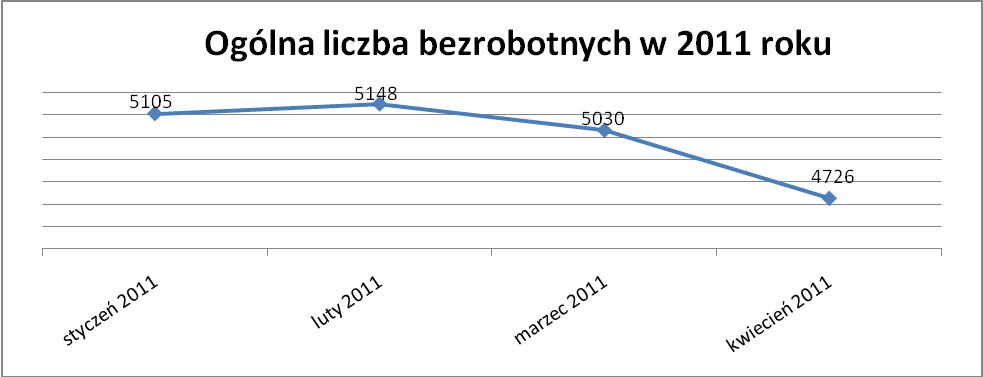 Ogólna liczba bezrobotnych w 2011 roku
5105
5148
5030
4726
styczeń 2011
luty 2011
marzec 2011
kwiecień 2011